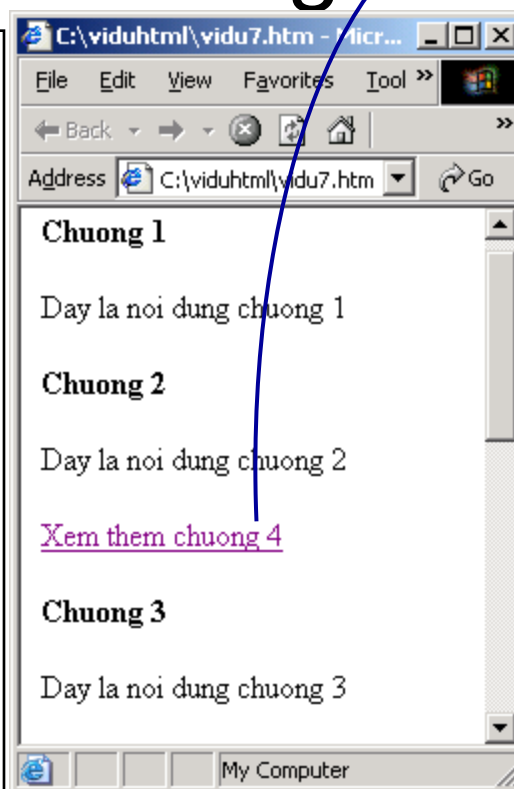 g
C:\viduhtml\vidu7.htm - Micr...
File Edit View Favorites Tool »
Back »
Address C:\viduhtml\vidu7.htm Go
Chuong 1
Day la noi dung chuong 1
Chuong 2
Day la noi dung chuong 2
Xem them chuong 4
Chuong 3
Day la noi dung chuong 3
My Computer